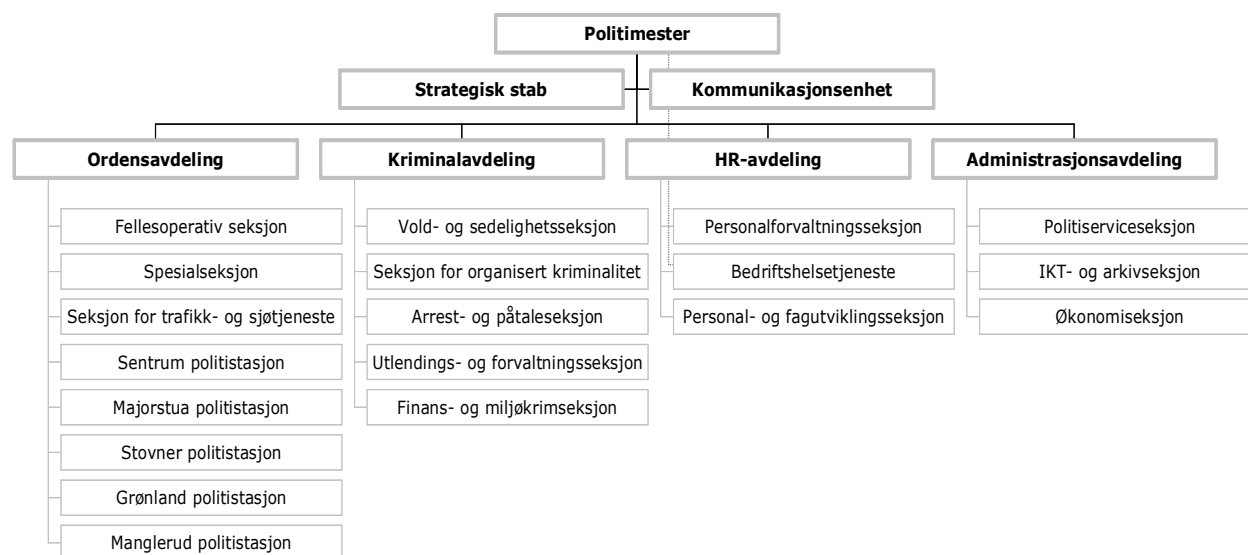 Politimester
Strategisk stab
Kommunikasjonsenhet
Ordensavdeling
Kriminalavdeling
HR-avdeling
Administrasjonsavdeling
Fellesoperativ seksjon
Spesialseksjon
Seksjon for trafikk- og sjøtjeneste
Sentrum politistasjon
Majorstua politistasjon
Stovner politistasjon
Grønland politistasjon
Manglerud politistasjon
Vold- og sedelighetsseksjon
Seksjon for organisert kriminalitet
Arrest- og påtaleseksjon
Utlendings- og forvaltningsseksjon
Finans- og miljøkrimseksjon
Personalforvaltningsseksjon
Bedriftshelsetjeneste
Personal- og fagutviklingsseksjon
Politiserviceseksjon
IKT- og arkivseksjon
Økonomiseksjon